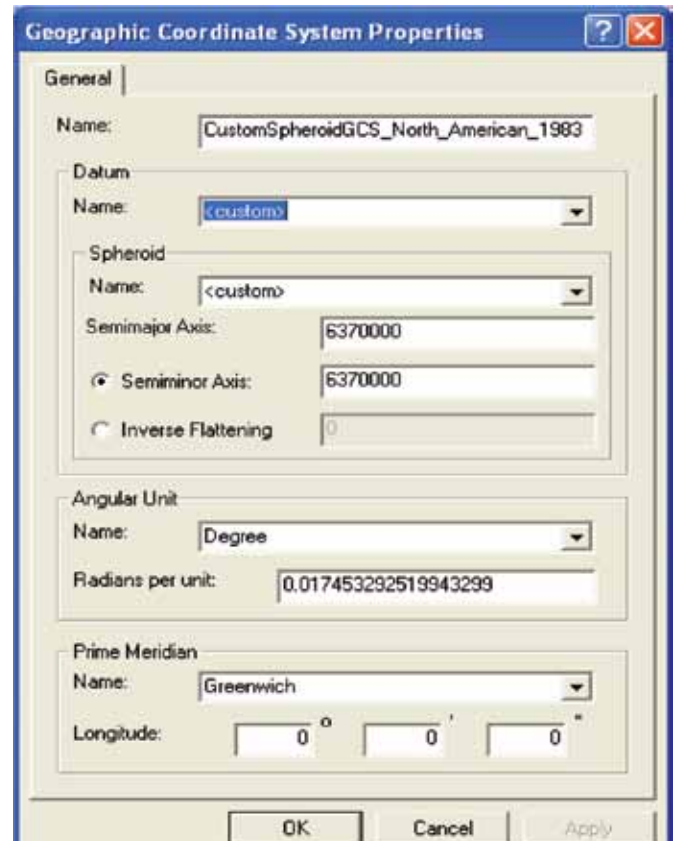 Geographic Coordinate System Properties
General
Name: CustomSpheroidGCS_North_American_1983
Datum
Name: <custom>
Spheroid
Name: <custom>
Semimajor Axis: 6370000
Semiminor Axis: 6370000
Inverse Flattening 0
Angular Unit
Name: Degree
Radians per unit: 0.017453292519943299
Prime Meridian
Name: Greenwich
Longitude: 0 ° 0 ' 0 "
OK Cancel Apply